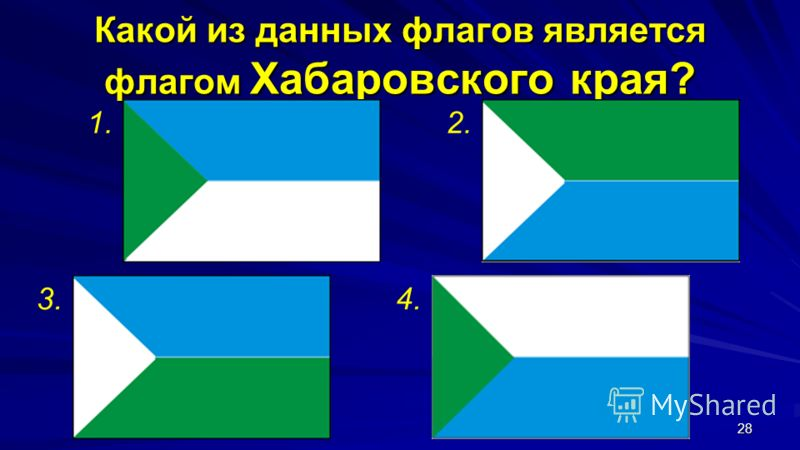 Какой из данных флагов является
флагом Хабаровского края?
1.
2.
3.
4.
MyShared
28